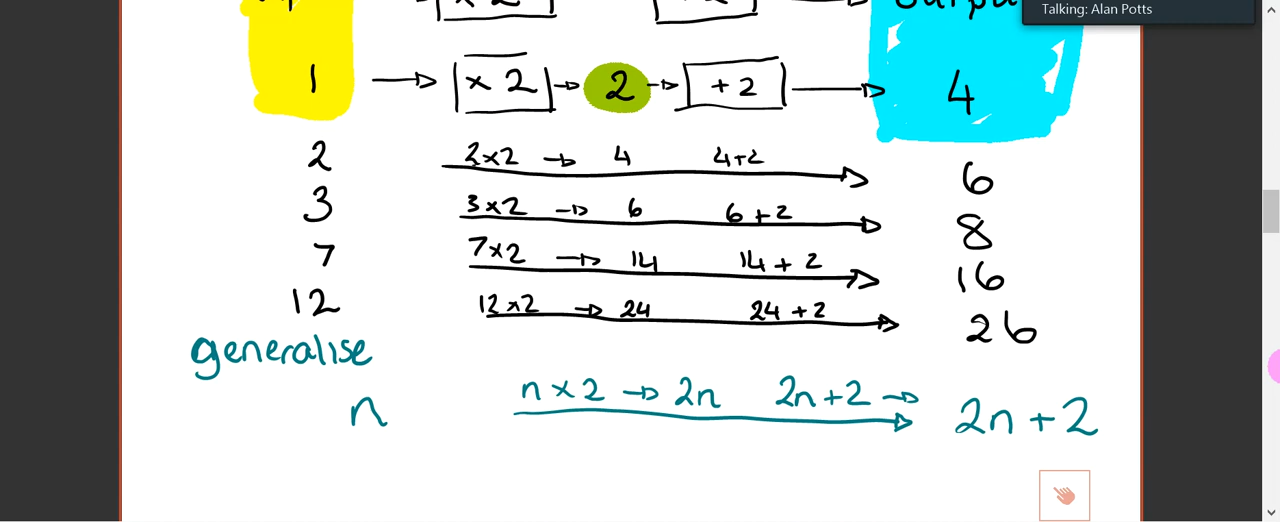 Talking: Alan Potts
× 2
1 → × 2 → 2 → + 2 → 4
2 2×2 → 4 4+2 6
3 3×2 → 6 6+2 8
7 7×2 → 14 14+2 16
12 12×2 → 24 24+2 26
generalise
n n×2 → 2n 2n+2 → 2n+2